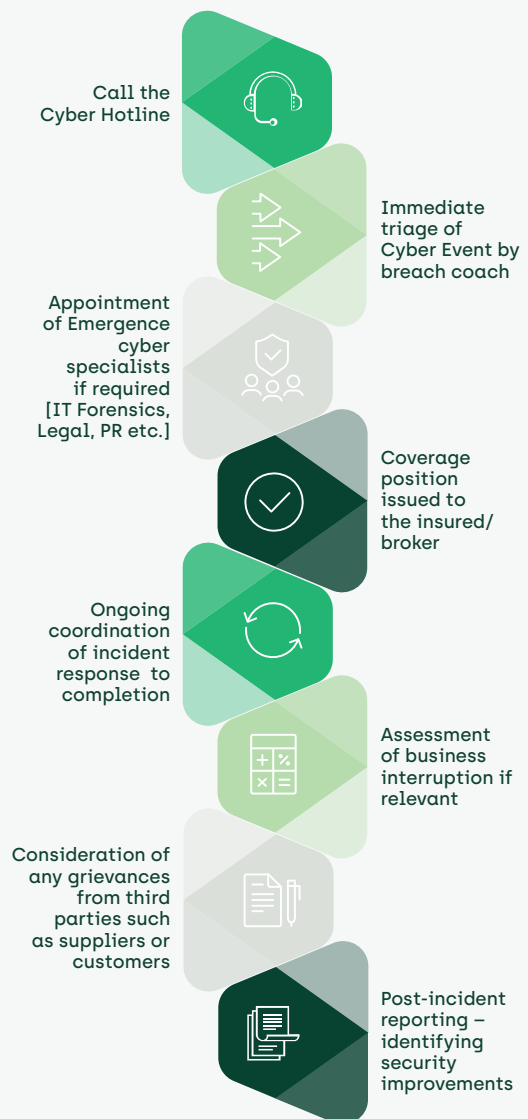 Call the
Cyber Hotline
Immediate
triage of
Cyber Event by
breach coach
Appointment
of Emergence
cyber
specialists
if required
[IT Forensics,
Legal, PR etc.]
Coverage
position
issued to
the insured/
broker
Ongoing
coordination
of incident
response to
completion
Assessment
of business
interruption if
relevant
Consideration of
any grievances
from third
parties such
as suppliers or
customers
Post-incident
reporting –
identifying
security
improvements